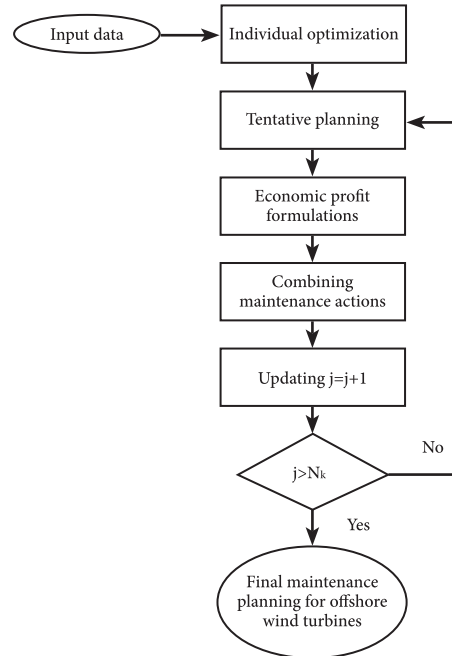 Input data
Individual optimization
Tentative planning
Economic profit
formulations
Combining
maintenance actions
Updating j=j+1
j>Nk
No
Yes
Final maintenance
planning for offshore
wind turbines